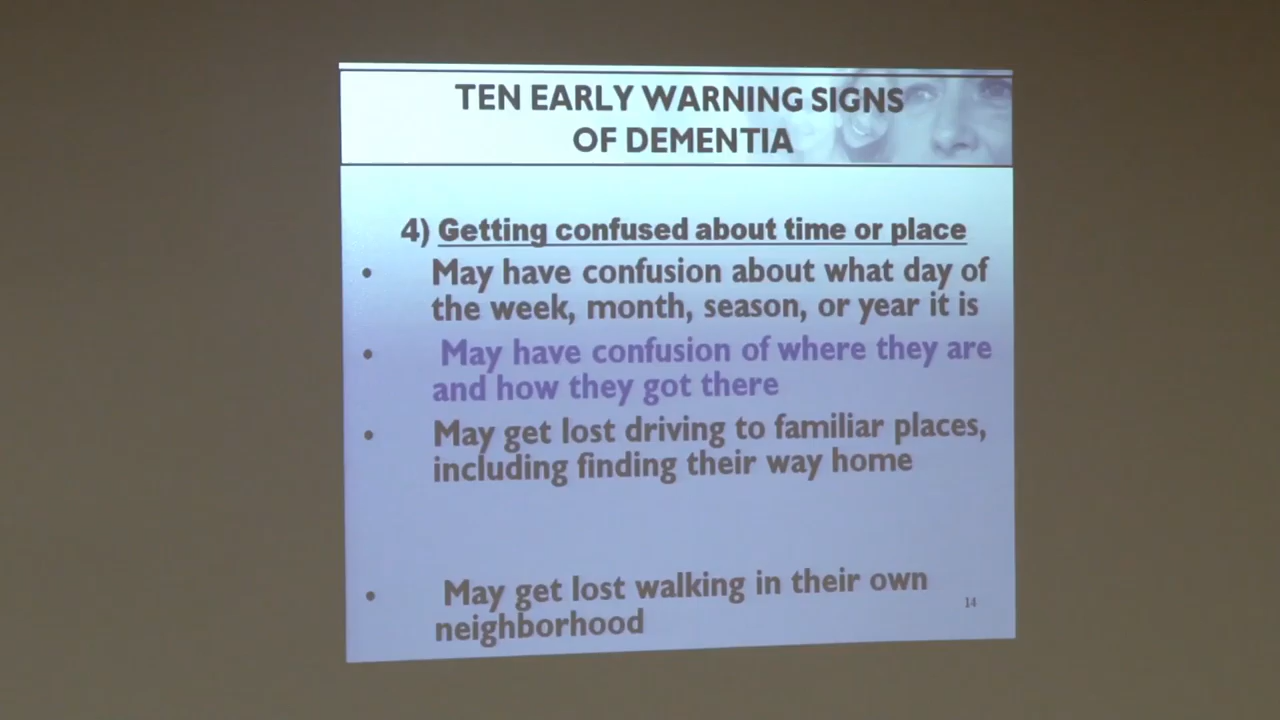 TEN EARLY WARNING SIGNS
OF DEMENTIA
4) Getting confused about time or place
• May have confusion about what day of
the week, month, season, or year it is
• May have confusion of where they are
and how they got there
• May get lost driving to familiar places,
including finding their way home
• May get lost walking in their own
neighborhood
14